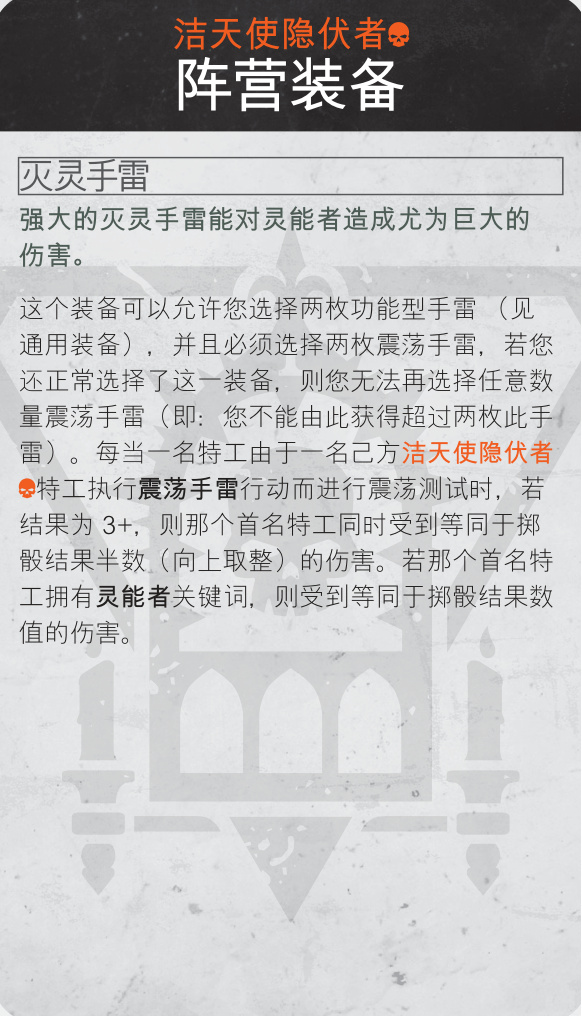 洁天使隐伏者
阵营装备
灭灵手雷
强大的灭灵手雷能对灵能者造成尤为巨大的
伤害。
这个装备可以允许您选择两枚功能型手雷 （见
通用装备），并且必须选择两枚震荡手雷，若您
还正常选择了这一装备，则您无法再选择任意数
量震荡手雷（即：您不能由此获得超过两枚此手
雷）。每当一名特工由于一名己方洁天使隐伏者
特工执行震荡手雷行动而进行震荡测试时，若
结果为 3+，则那个首名特工同时受到等同于掷
骰结果半数（向上取整）的伤害。若那个首名特
工拥有灵能者关键词，则受到等同于掷骰结果数
值的伤害。